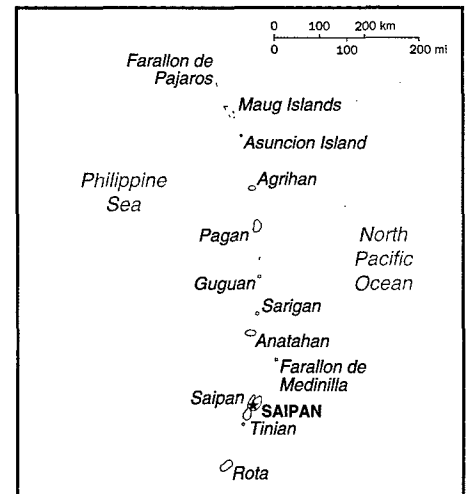 0 100 200 km
0 100 200 mi
Farallon de
Pajaros
Maug Islands
Asuncion Island
Philippine
Sea
Agrihan
Pagan
North
Pacific
Ocean
Guguan
Sarigan
Anatahan
Farallon de
Medinilla
Saipan
SAIPAN
Tinian
Rota